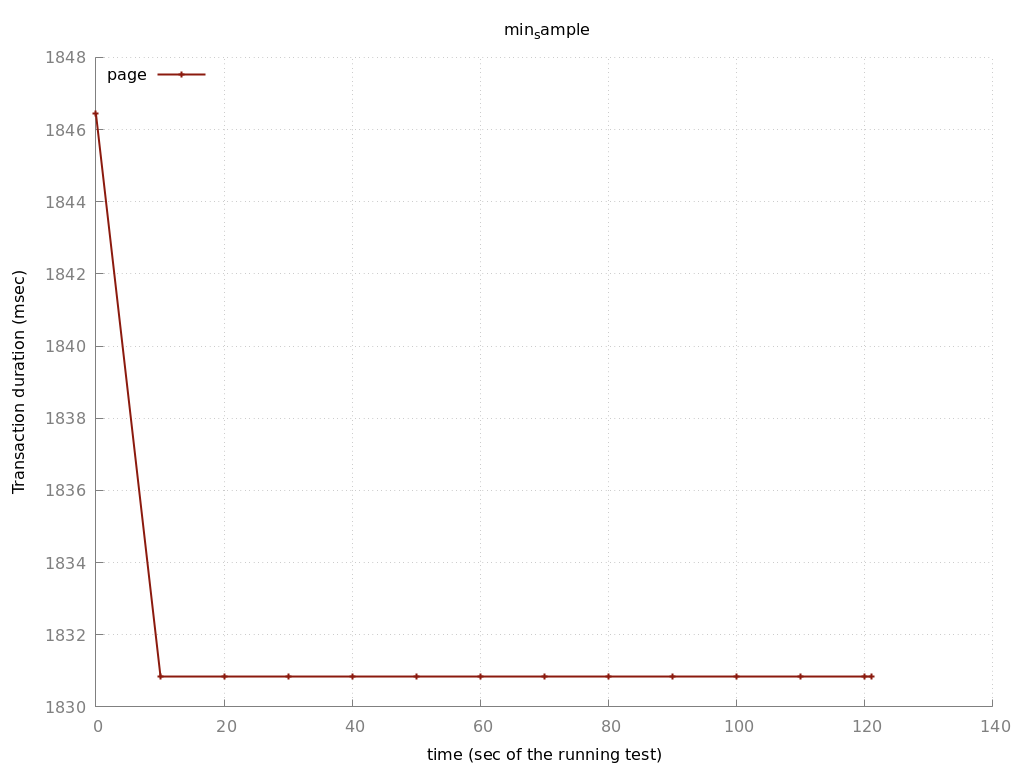 min_sample
page
1848
1846
1844
1842
1840
1838
1836
1834
1832
1830
Transaction duration (msec)
0 20 40 60 80 100 120 140
time (sec of the running test)